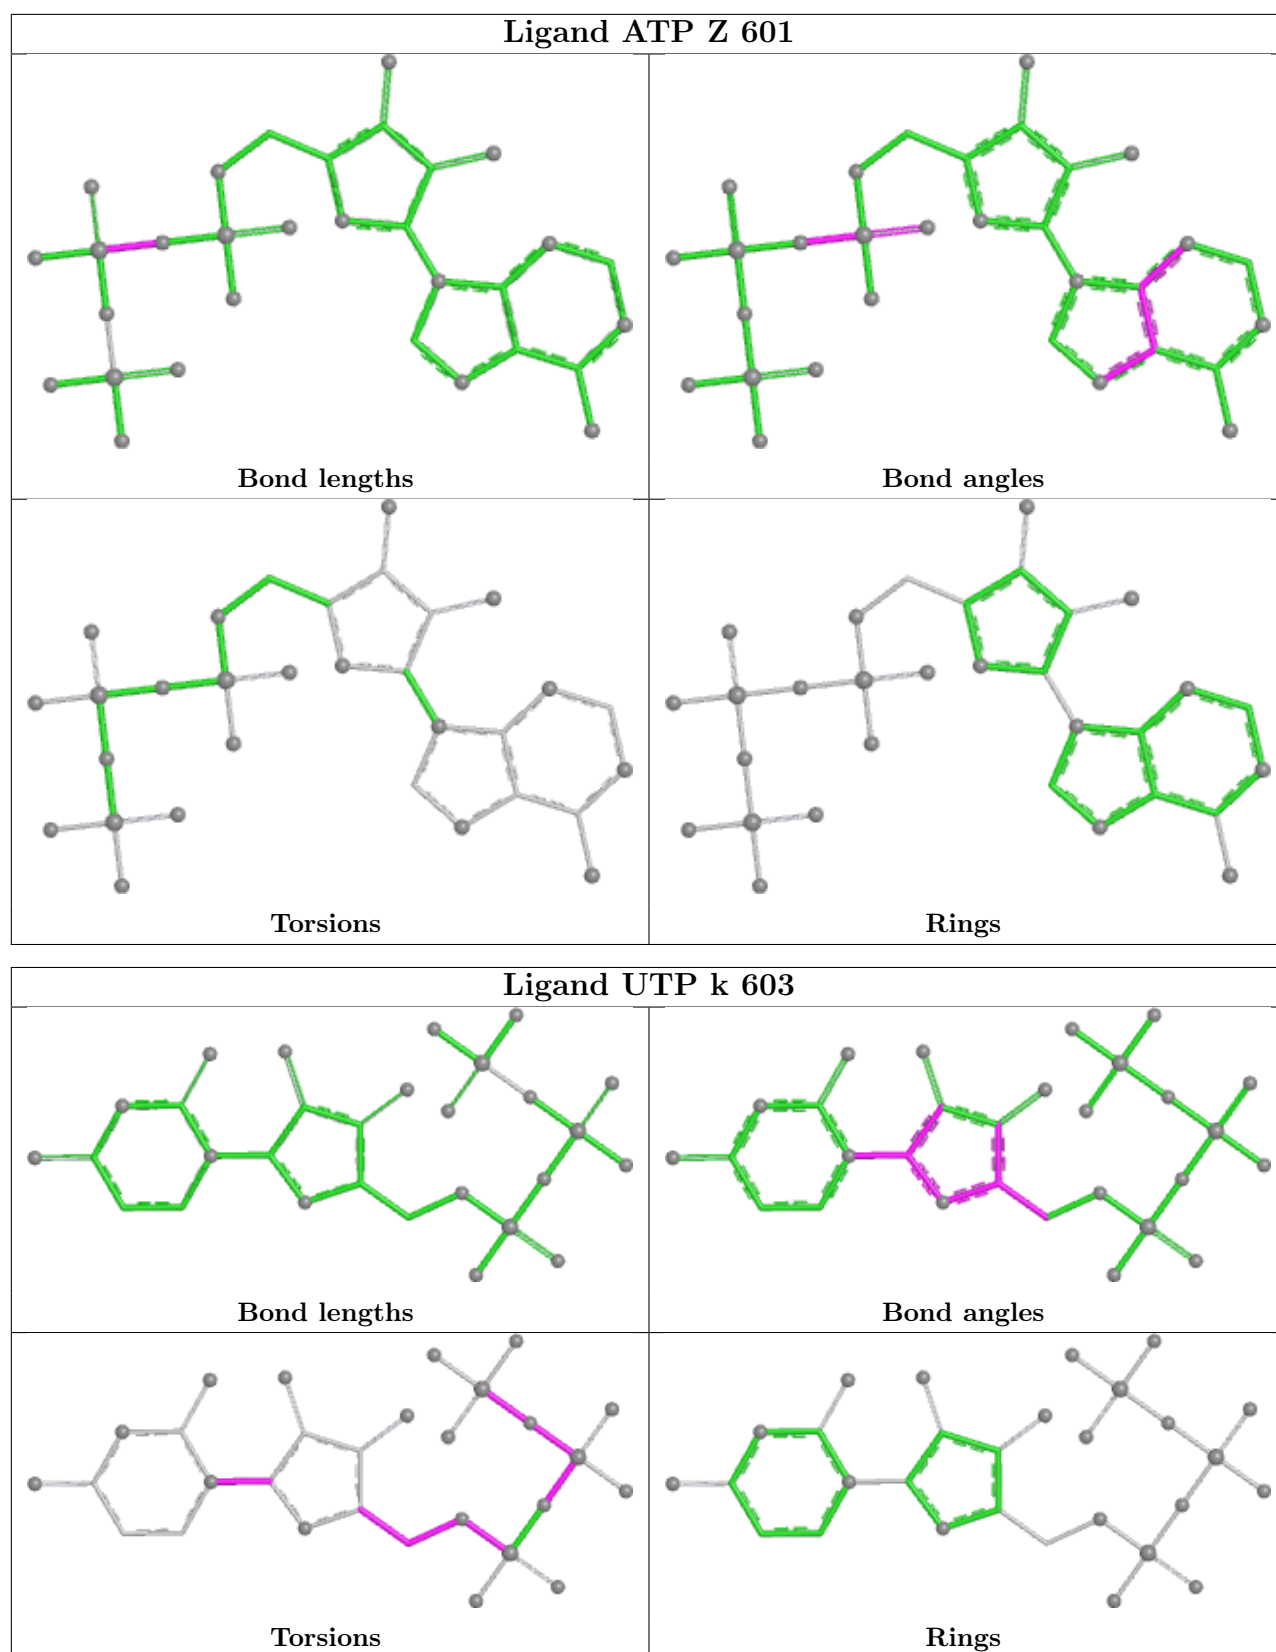 Ligand ATP Z 601
Bond lengths
Bond angles
Torsions
Rings
Ligand UTP k 603
Bond lengths
Bond angles
Torsions
Rings